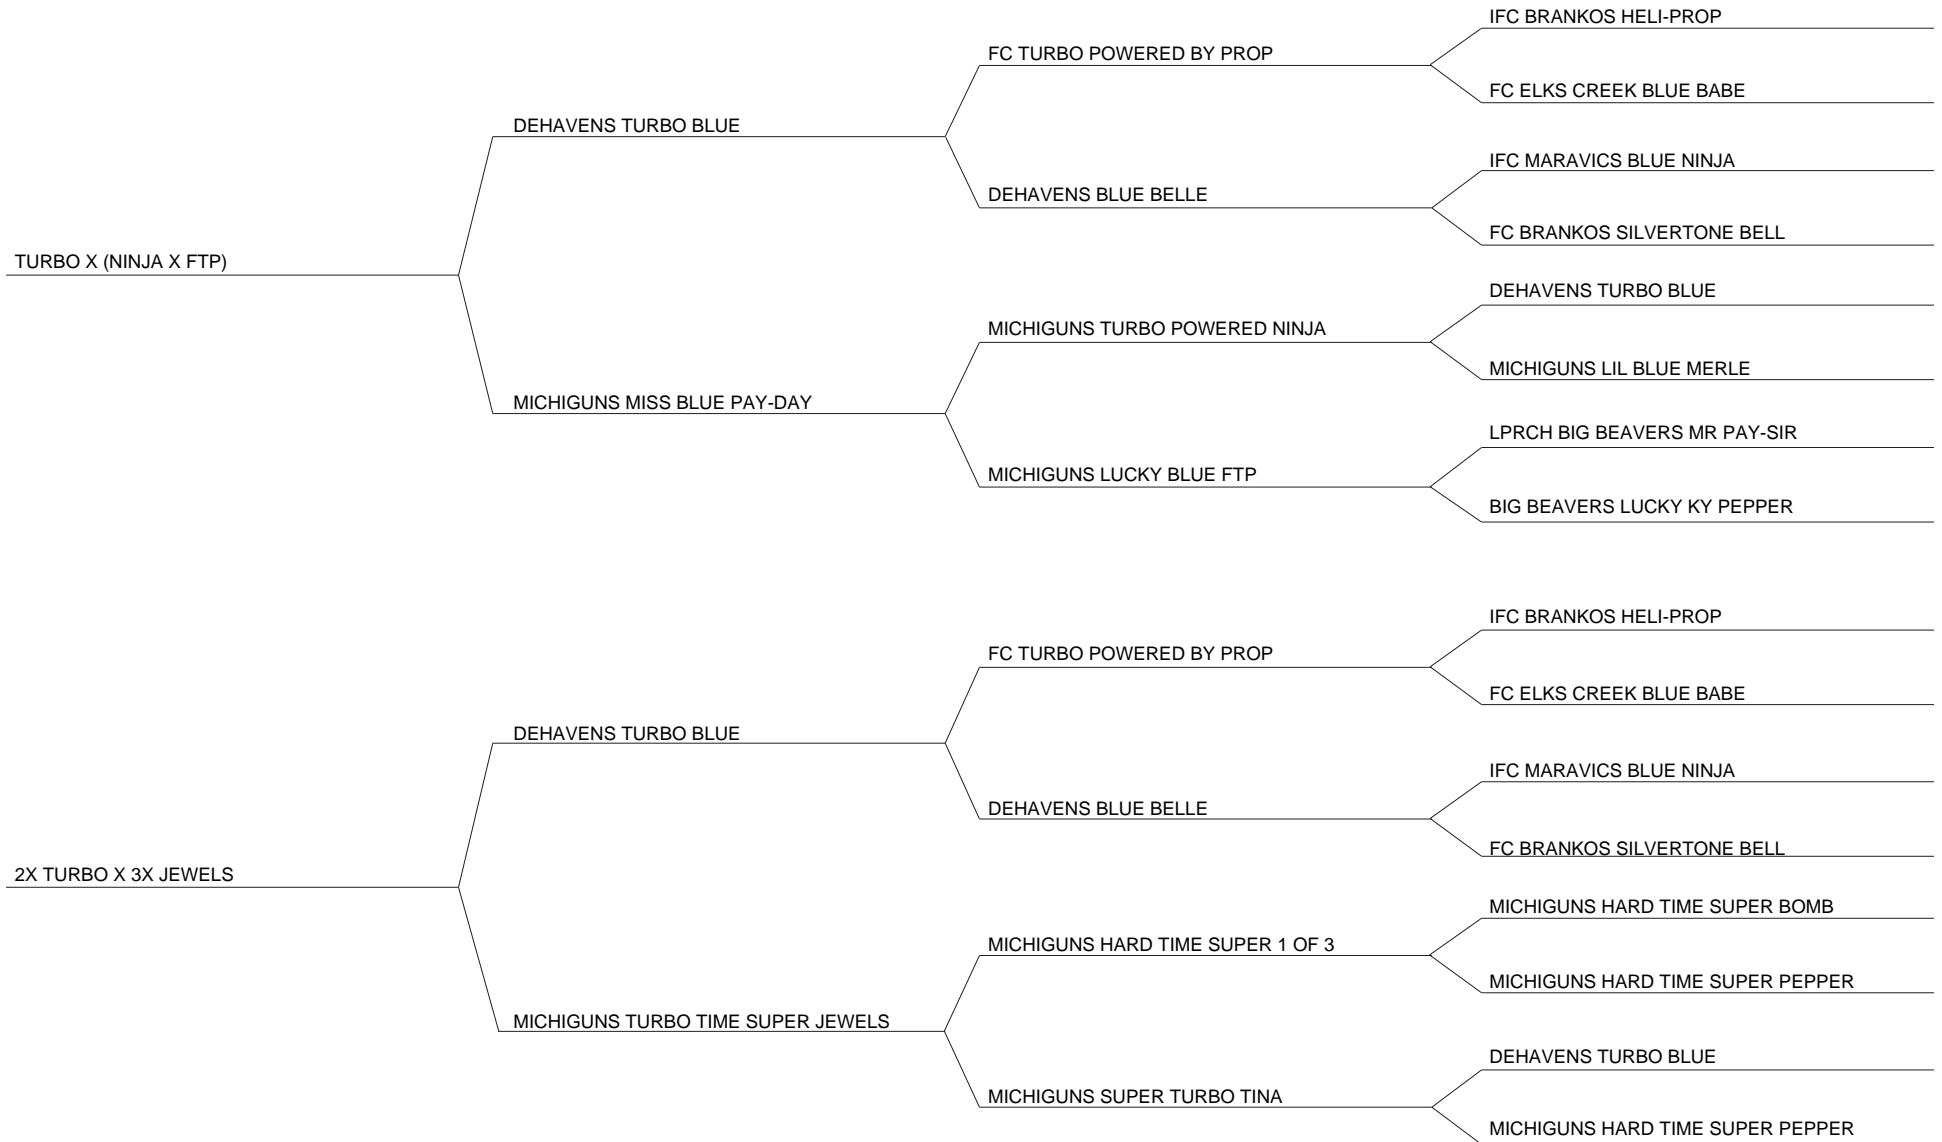 IFC BRANKOS HELI-PROP
FC TURBO POWERED BY PROP
FC ELKS CREEK BLUE BABE
DEHAVENS TURBO BLUE
IFC MARAVICS BLUE NINJA
DEHAVENS BLUE BELLE
FC BRANKOS SILVERTONE BELL
TURBO X (NINJA X FTP)
DEHAVENS TURBO BLUE
MICHIGUNS TURBO POWERED NINJA
MICHIGUNS LIL BLUE MERLE
MICHIGUNS MISS BLUE PAY-DAY
LPRCH BIG BEAVERS MR PAY-SIR
MICHIGUNS LUCKY BLUE FTP
BIG BEAVERS LUCKY KY PEPPER
IFC BRANKOS HELI-PROP
FC TURBO POWERED BY PROP
FC ELKS CREEK BLUE BABE
DEHAVENS TURBO BLUE
IFC MARAVICS BLUE NINJA
DEHAVENS BLUE BELLE
FC BRANKOS SILVERTONE BELL
2X TURBO X 3X JEWELS
MICHIGUNS HARD TIME SUPER BOMB
MICHIGUNS HARD TIME SUPER 1 OF 3
MICHIGUNS HARD TIME SUPER PEPPER
MICHIGUNS TURBO TIME SUPER JEWELS
DEHAVENS TURBO BLUE
MICHIGUNS SUPER TURBO TINA
MICHIGUNS HARD TIME SUPER PEPPER